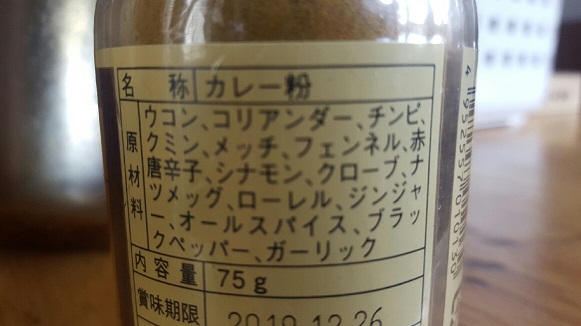 名 称 カレー粉
原材料 ウコン、コリアンダー、チンピ、
クミン、メッチ、フェンネル、赤
唐辛子、シナモン、クローブ、ナ
ツメッグ、ローレル、ジンジャ
ー、オールスパイス、ブラッ
クペッパー、ガーリック
内容量 75g
賞味期限 2019.12.26